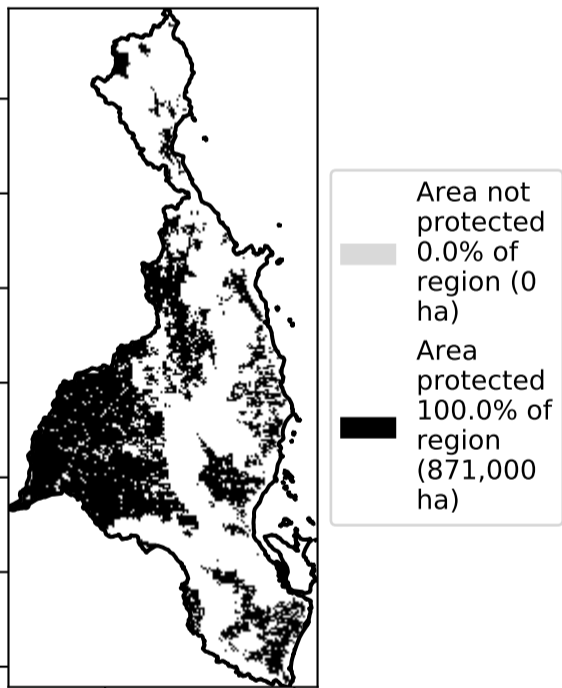 Area not
protected
0.0% of
region (0
ha)
Area
protected
100.0% of
region
(871,000
ha)